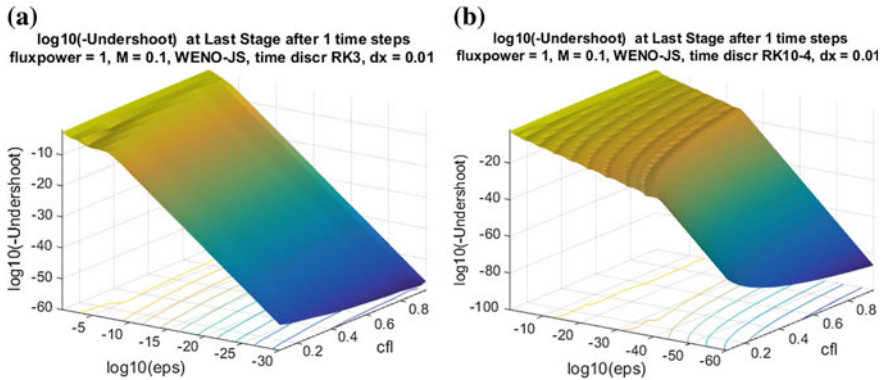 (a)
log10(-Undershoot) at Last Stage after 1 time steps
fluxpower = 1, M = 0.1, WENO-JS, time discr RK3, dx = 0.01
log10(-Undershoot)
-10
-20
-30
-40
-50
-60
-5
-10
-15
-20
-25
-30
log10(eps)
0.2
0.4
0.6
0.8
cfl
(b)
log10(-Undershoot) at Last Stage after 1 time steps
fluxpower = 1, M = 0.1, WENO-JS, time discr RK10-4, dx = 0.01
log10(-Undershoot)
-20
-40
-60
-80
-100
-10
-20
-30
-40
-50
-60
log10(eps)
0.2
0.4
0.6
0.8
cfl